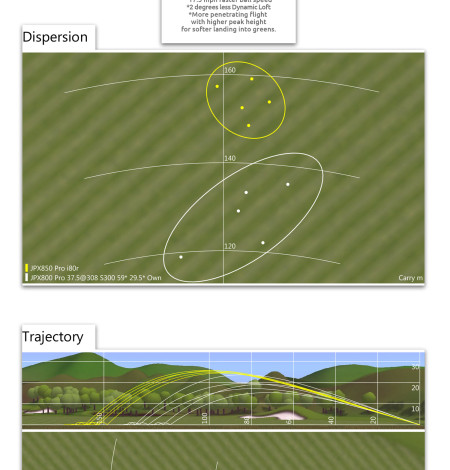 *2 degrees less Dynamic Loft
*More penetrating flight
with higher peak height
for softer landing into greens.
Dispersion
160
140
120
JPX850 Pro i80r
JPX800 Pro 37.5@308 S300 59* 29.5* Own
Carry m
Trajectory
30
20
10
100
80
60
40
20